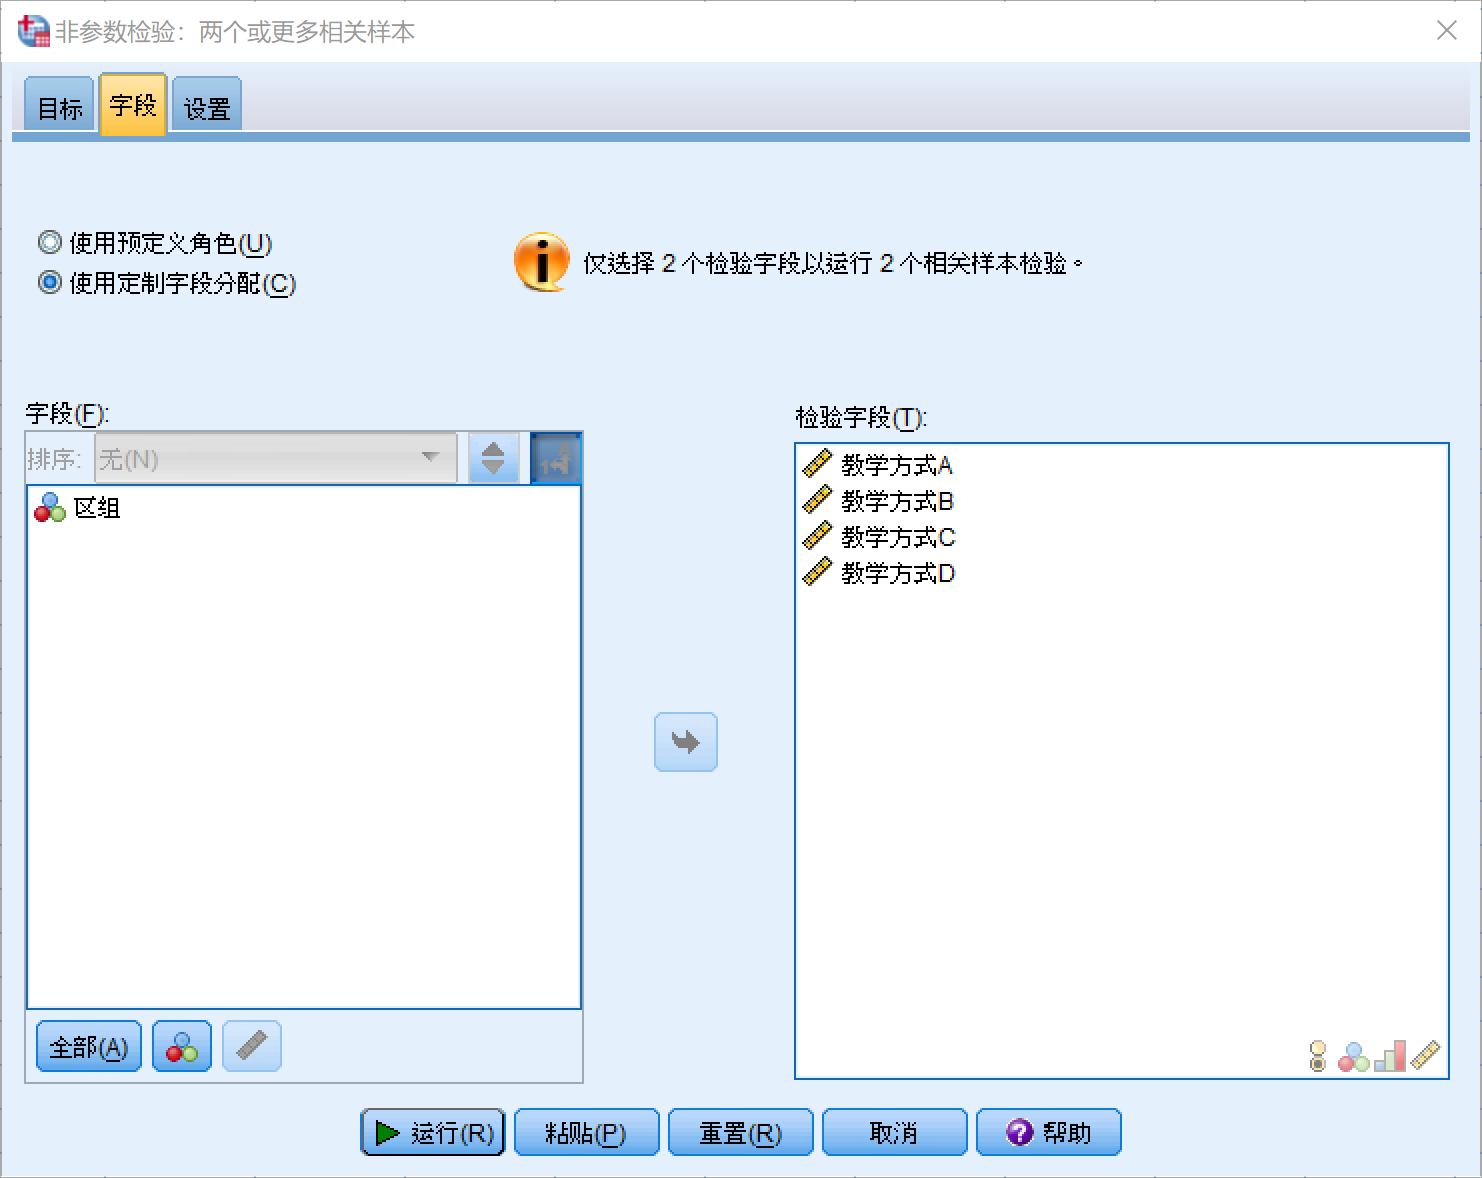 非参数检验：两个或更多相关样本
目标 字段 设置
使用预定义角色(U)
使用定制字段分配(C)
仅选择 2 个检验字段以运行 2 个相关样本检验。
字段(F):
排序: 无(N)
区组
全部(A)
检验字段(T):
教学方式A
教学方式B
教学方式C
教学方式D
运行(R) 粘贴(P) 重置(R) 取消 帮助